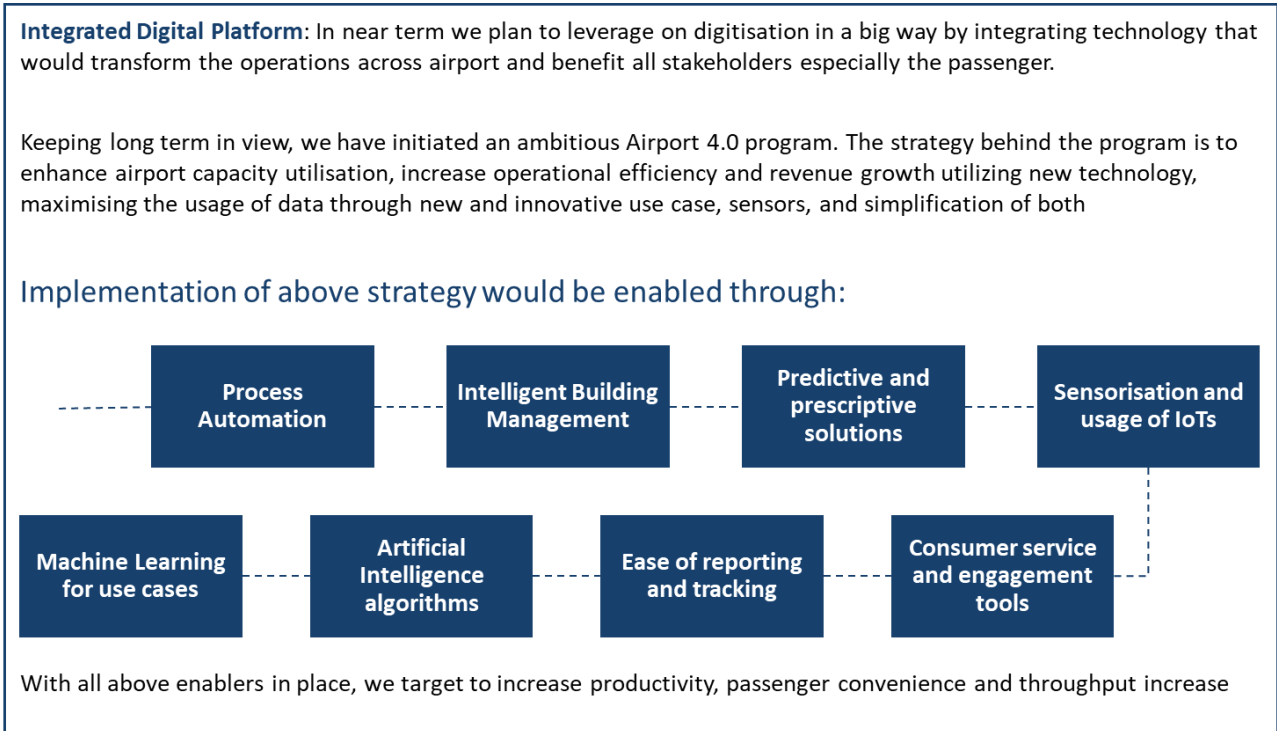 Integrated Digital Platform: In near term we plan to leverage on digitisation in a big way by integrating technology that
would transform the operations across airport and benefit all stakeholders especially the passenger.
Keeping long term in view, we have initiated an ambitious Airport 4.0 program. The strategy behind the program is to
enhance airport capacity utilisation, increase operational efficiency and revenue growth utilizing new technology,
maximising the usage of data through new and innovative use case, sensors, and simplification of both
Implementation of above strategy would be enabled through:
Process
Automation
Intelligent Building
Management
Predictive and
prescriptive
solutions
Sensorisation and
usage of IoTs
Machine Learning
for use cases
Artificial
Intelligence
algorithms
Ease of reporting
and tracking
Consumer service
and engagement
tools
With all above enablers in place, we target to increase productivity, passenger convenience and throughput increase